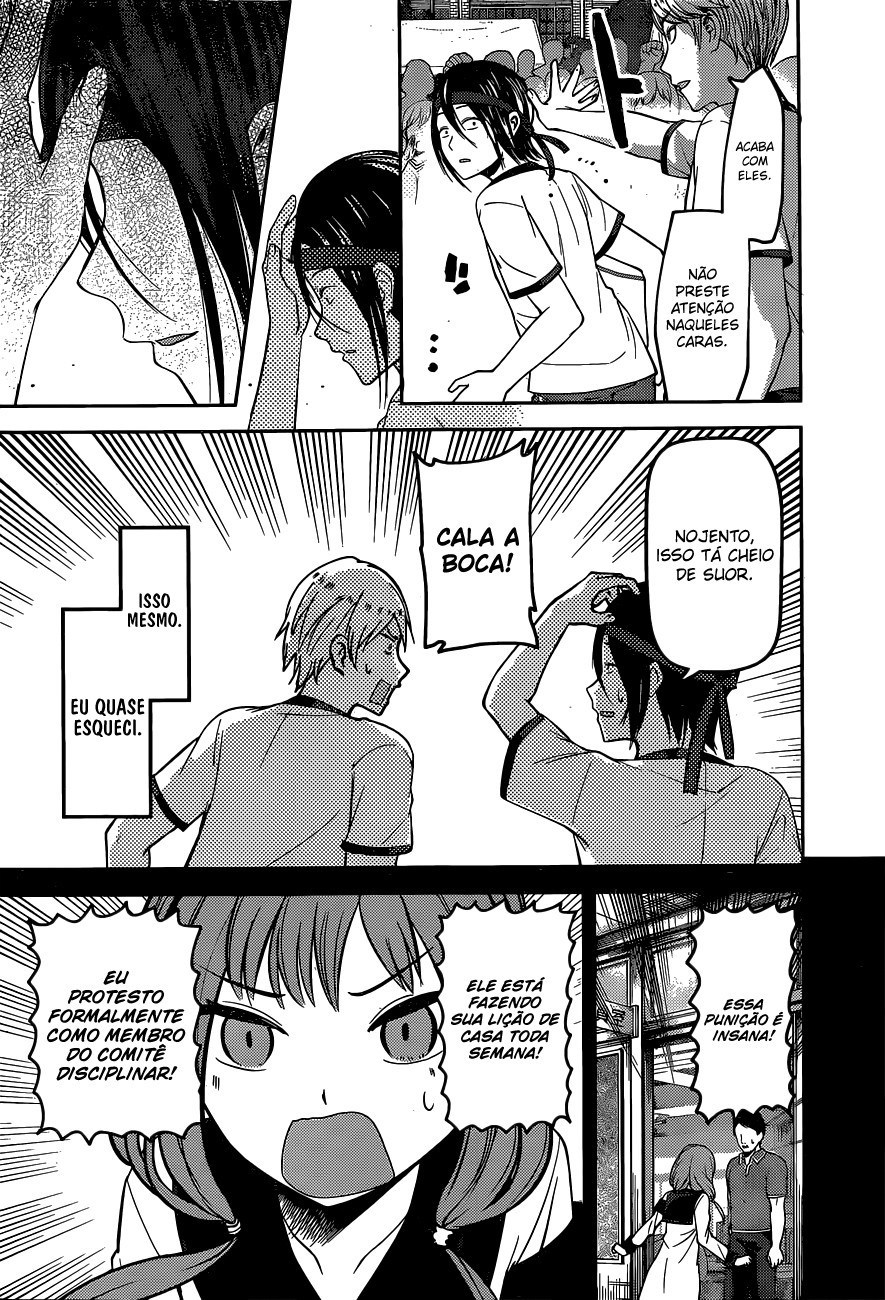 ACABA
COM
ELES.
NÃO
PRESTE
ATENÇÃO
NAQUELES
CARAS.
NOJENTO,
ISSO TÁ CHEIO
DE SUOR.
CALA A
BOCA!
ISSO
MESMO.
EU QUASE
ESQUECI.
ESSA
PUNIÇÃO É
INSANA!
ELE ESTÁ
FAZENDO
SUA LIÇÃO DE
CASA TODA
SEMANA!
EU
PROTESTO
FORMALMENTE
COMO MEMBRO
DO COMITÊ
DISCIPLINAR!